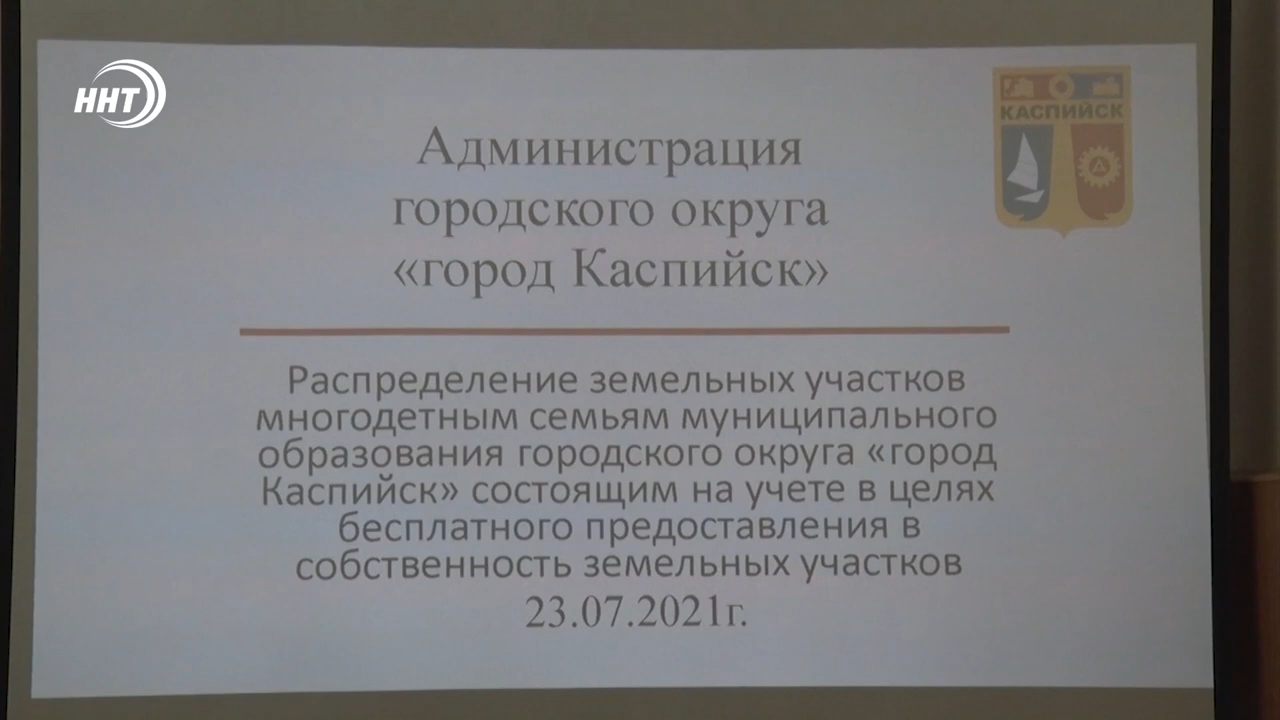 ННТ
КАСПИЙСК
Администрация
городского округа
«город Каспийск»
Распределение земельных участков
многодетным семьям муниципального
образования городского округа «город
Каспийск» состоящим на учете в целях
бесплатного предоставления в
собственность земельных участков
23.07.2021г.